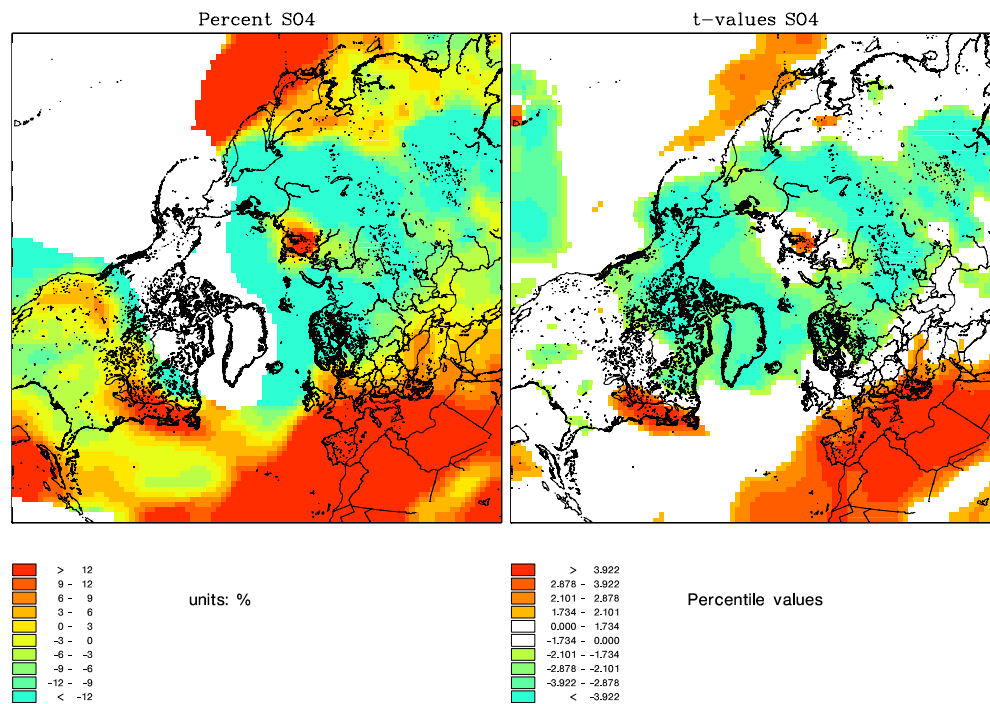 Percent SO4
t-values SO4
> 12
9 - 12
6 - 9
3 - 6
0 - 3
-3 - 0
-6 - -3
-9 - -6
-12 - -9
< -12
units: %
> 3.922
2.878 - 3.922
2.101 - 2.878
1.734 - 2.101
0.000 - 1.734
-1.734 - 0.000
-2.101 - -1.734
-2.878 - -2.101
-3.922 - -2.878
< -3.922
Percentile values